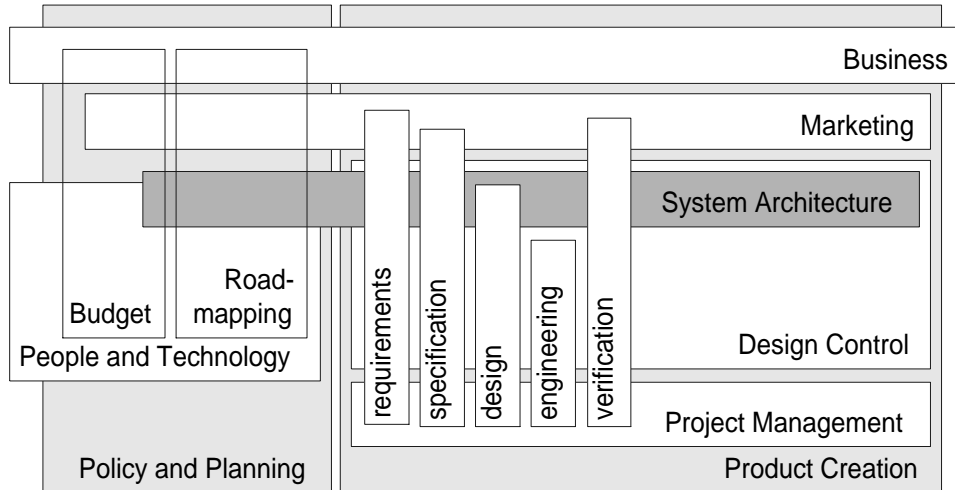 Business
Marketing
System Architecture
Road-
mapping
Budget
People and Technology
requirements
specification
design
engineering
verification
Design Control
Project Management
Policy and Planning
Product Creation